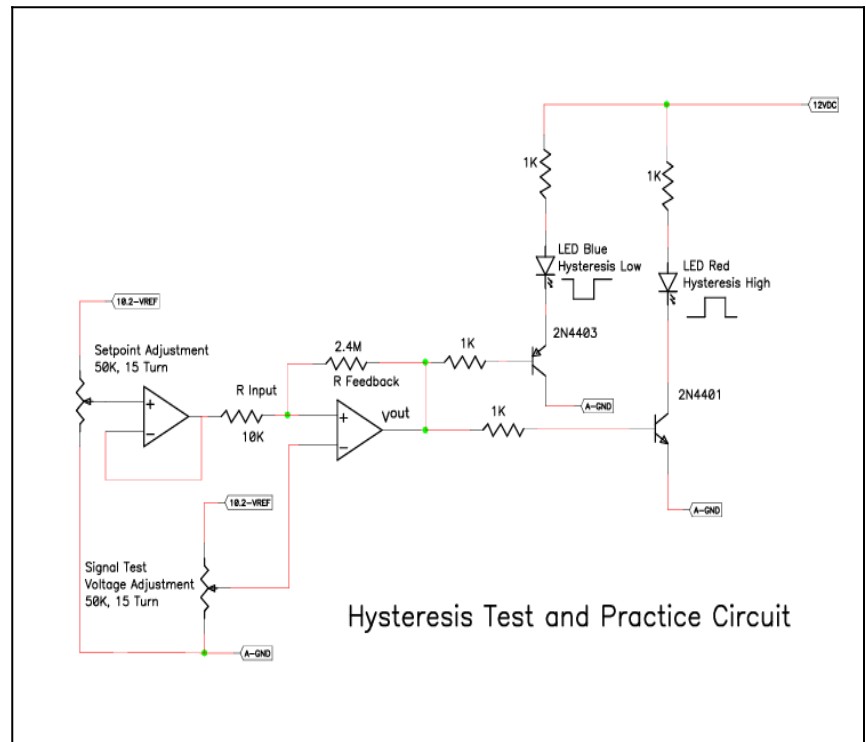 12VDC
1K
1K
LED Blue
Hysteresis Low
LED Red
Hysteresis High
10.2-VREF
2N4403
Setpoint Adjustment
50K, 15 Turn
2.4M
R Feedback
1K
R Input
10K
+
-
+
-
Vout
2N4401
A-GND
1K
10.2-VREF
A-GND
Signal Test
Voltage Adjustment
50K, 15 Turn
Hysteresis Test and Practice Circuit
A-GND